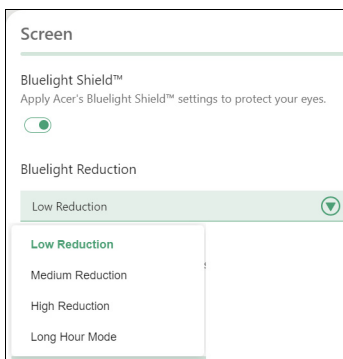 Screen
Bluelight Shield™
Apply Acer's Bluelight Shield™ settings to protect your eyes.
Bluelight Reduction
Low Reduction
Low Reduction
Medium Reduction
High Reduction
Long Hour Mode